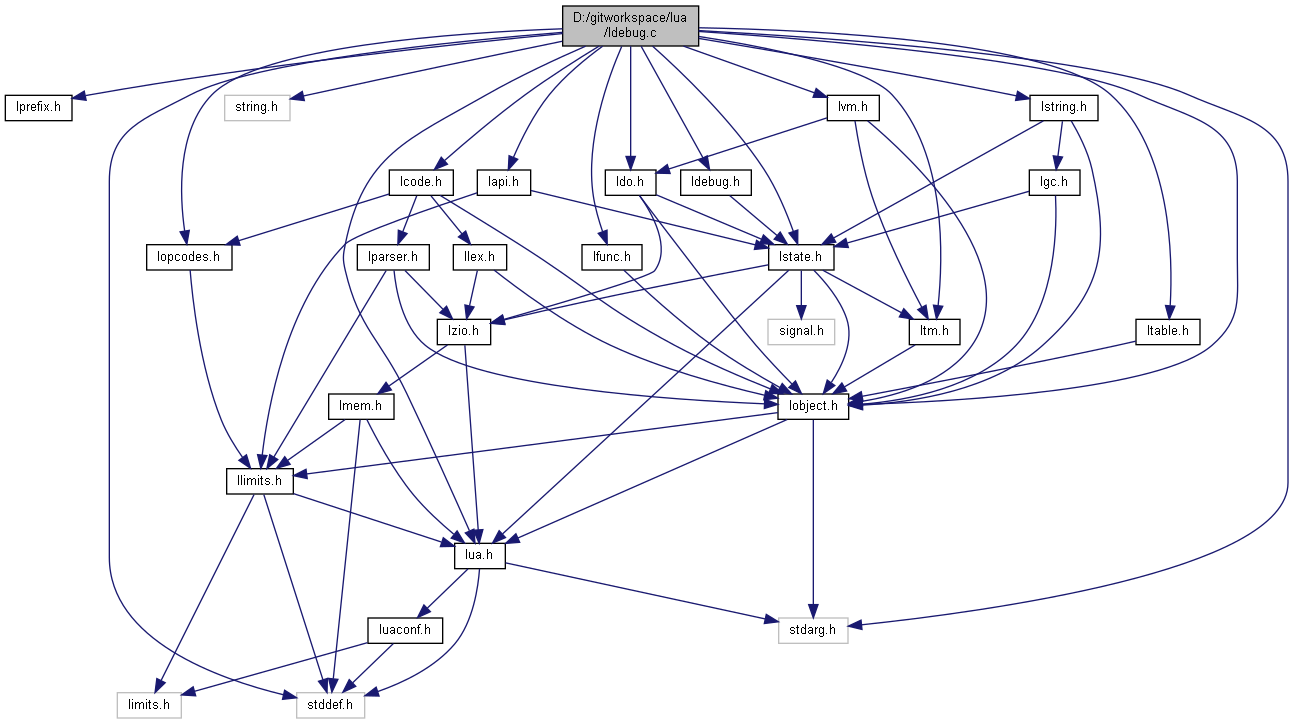 D:/gitworkspace/lua
/ldebug.c
lprefix.h
string.h
lvm.h
lstring.h
lcode.h
lapi.h
ldo.h
ldebug.h
lgc.h
lopcodes.h
lparser.h
llex.h
lfunc.h
lstate.h
lzio.h
signal.h
ltm.h
ltable.h
lmem.h
lobject.h
llimits.h
lua.h
luaconf.h
stdarg.h
limits.h
stddef.h